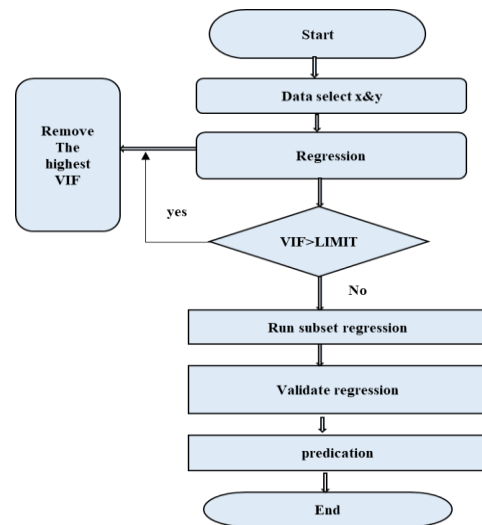 Start
Data select x&y
Remove
The
highest
VIF
Regression
yes
VIF>LIMIT
No
Run subset regression
Validate regression
predication
End